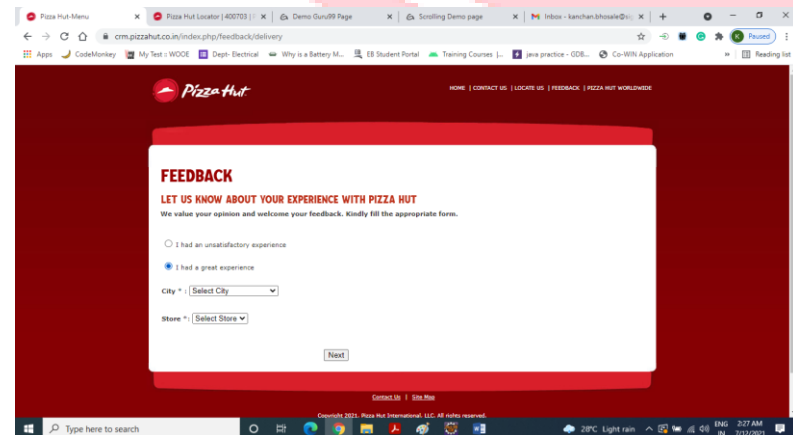 Pizza Hut-Menu
Pizza Hut Locator | 400703 |
Demo Guru99 Page
Scrolling Demo page
Inbox - kanchan.bhosale@
crm.pizzahut.co.in/index.php/feedback/delivery
K Paused
Apps CodeMonkey My Test :: WOOE Dept- Electrical Why is a Battery M... EB Student Portal Training Courses |... java practice - GDB... Co-WIN Application » Reading list
Pizza Hut
HOME | CONTACT US | LOCATE US | FEEDBACK | PIZZA HUT WORLDWIDE
FEEDBACK
LET US KNOW ABOUT YOUR EXPERIENCE WITH PIZZA HUT
We value your opinion and welcome your feedback. Kindly fill the appropriate form.
I had an unsatisfactory experience
I had a great experience
City * : Select City
Store *: Select Store
Next
Contact Us | Site Map
Copyright 2021. Pizza Hut International. LLC. All rights reserved.
Type here to search
28°C Light rain
ENG
IN
2:27 AM
7/12/2021